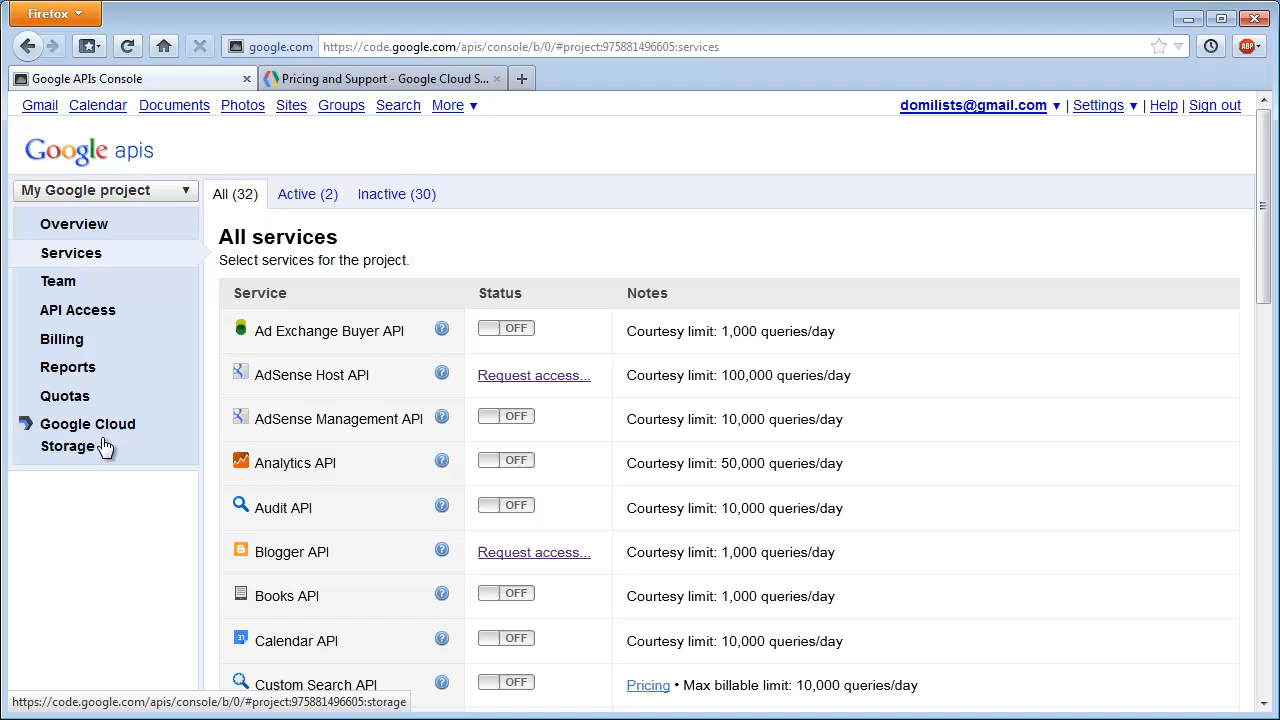 Firefox
google.com https://code.google.com/apis/console/b/0/#project:975881496605:services
ABP
Google APIs Console
Pricing and Support - Google Cloud S...
Gmail Calendar Documents Photos Sites Groups Search More
domilists@gmail.com | Settings | Help | Sign out
Google apis
My Google project
All (32) Active (2) Inactive (30)
Overview
Services
Team
API Access
Billing
Reports
Quotas
Google Cloud
Storage
All services
Select services for the project.
Service Status Notes
Ad Exchange Buyer API ? OFF Courtesy limit: 1,000 queries/day
AdSense Host API ? Request access... Courtesy limit: 100,000 queries/day
AdSense Management API ? OFF Courtesy limit: 10,000 queries/day
Analytics API ? OFF Courtesy limit: 50,000 queries/day
Audit API ? OFF Courtesy limit: 10,000 queries/day
Blogger API ? Request access... Courtesy limit: 1,000 queries/day
Books API ? OFF Courtesy limit: 1,000 queries/day
31 Calendar API ? OFF Courtesy limit: 10,000 queries/day
Custom Search API ? OFF Pricing • Max billable limit: 10,000 queries/day
https://code.google.com/apis/console/b/0/#project:975881496605:storage